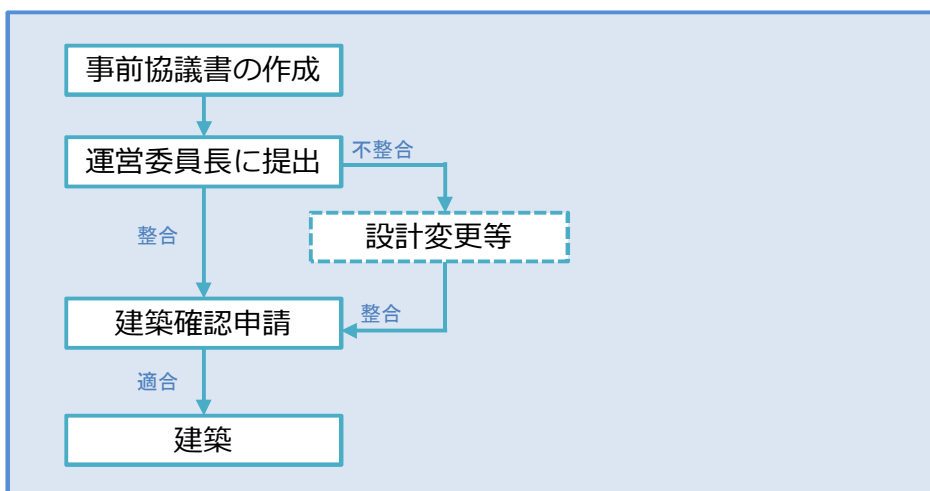 事前協議書の作成
運営委員長に提出
不整合
整合
設計変更等
建築確認申請
整合
適合
建築